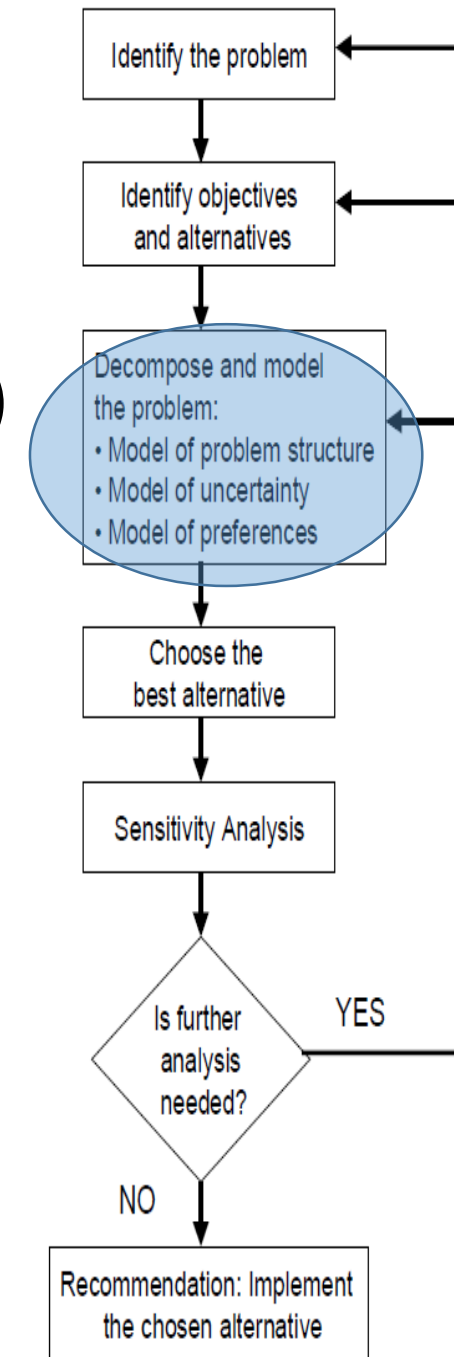 Identify the problem
Identify objectives
and alternatives
Decompose and model
the problem:
• Model of problem structure
• Model of uncertainty
• Model of preferences
Choose the
best alternative
Sensitivity Analysis
Is further
analysis
needed?
YES
NO
Recommendation: Implement
the chosen alternative